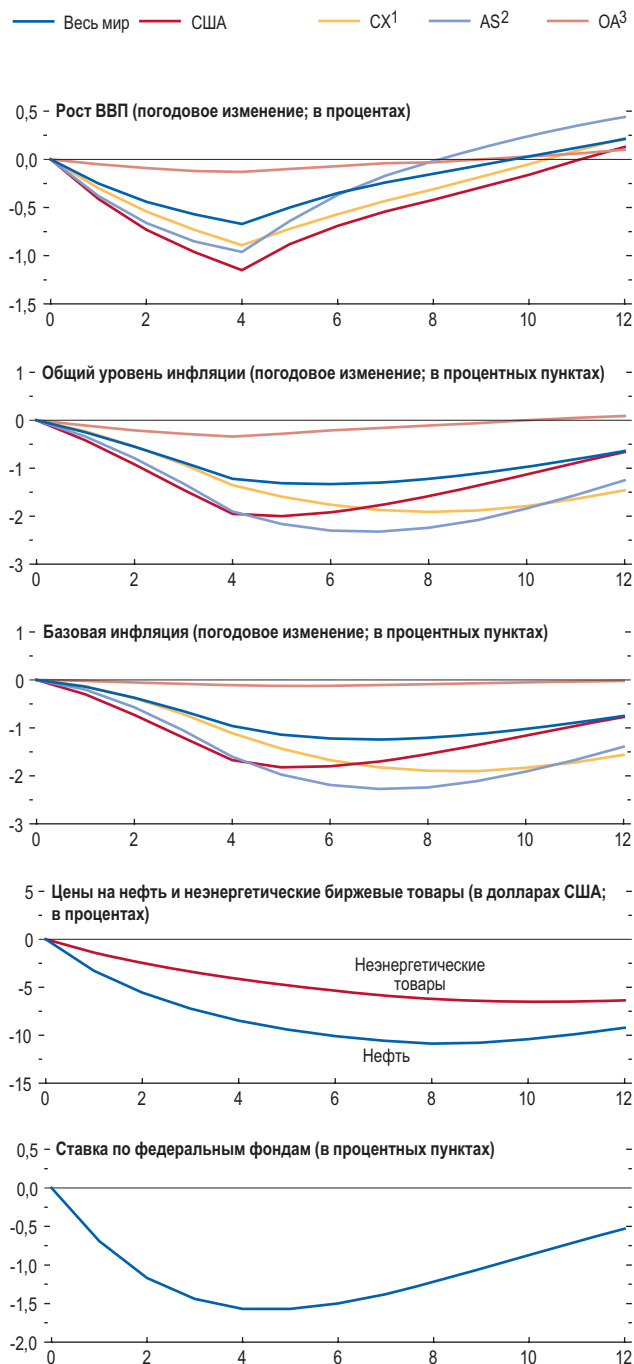 Весь мир США СХ1 AS2 ОА3
Рост ВВП (погодовое изменение; в процентах)
0,5
0,0
-0,5
-1,0
-1,5
0 2 4 6 8 10 12
Общий уровень инфляции (погодовое изменение; в процентных пунктах)
1
0
-1
-2
-3
0 2 4 6 8 10 12
Базовая инфляция (погодовое изменение; в процентных пунктах)
1
0
-1
-2
-3
0 2 4 6 8 10 12
Цены на нефть и неэнергетические биржевые товары (в долларах США;
в процентах)
5
0
-5
-10
-15
Неэнергетические
товары
Нефть
0 2 4 6 8 10 12
Ставка по федеральным фондам (в процентных пунктах)
0,5
0,0
-0,5
-1,0
-1,5
-2,0
0 2 4 6 8 10 12